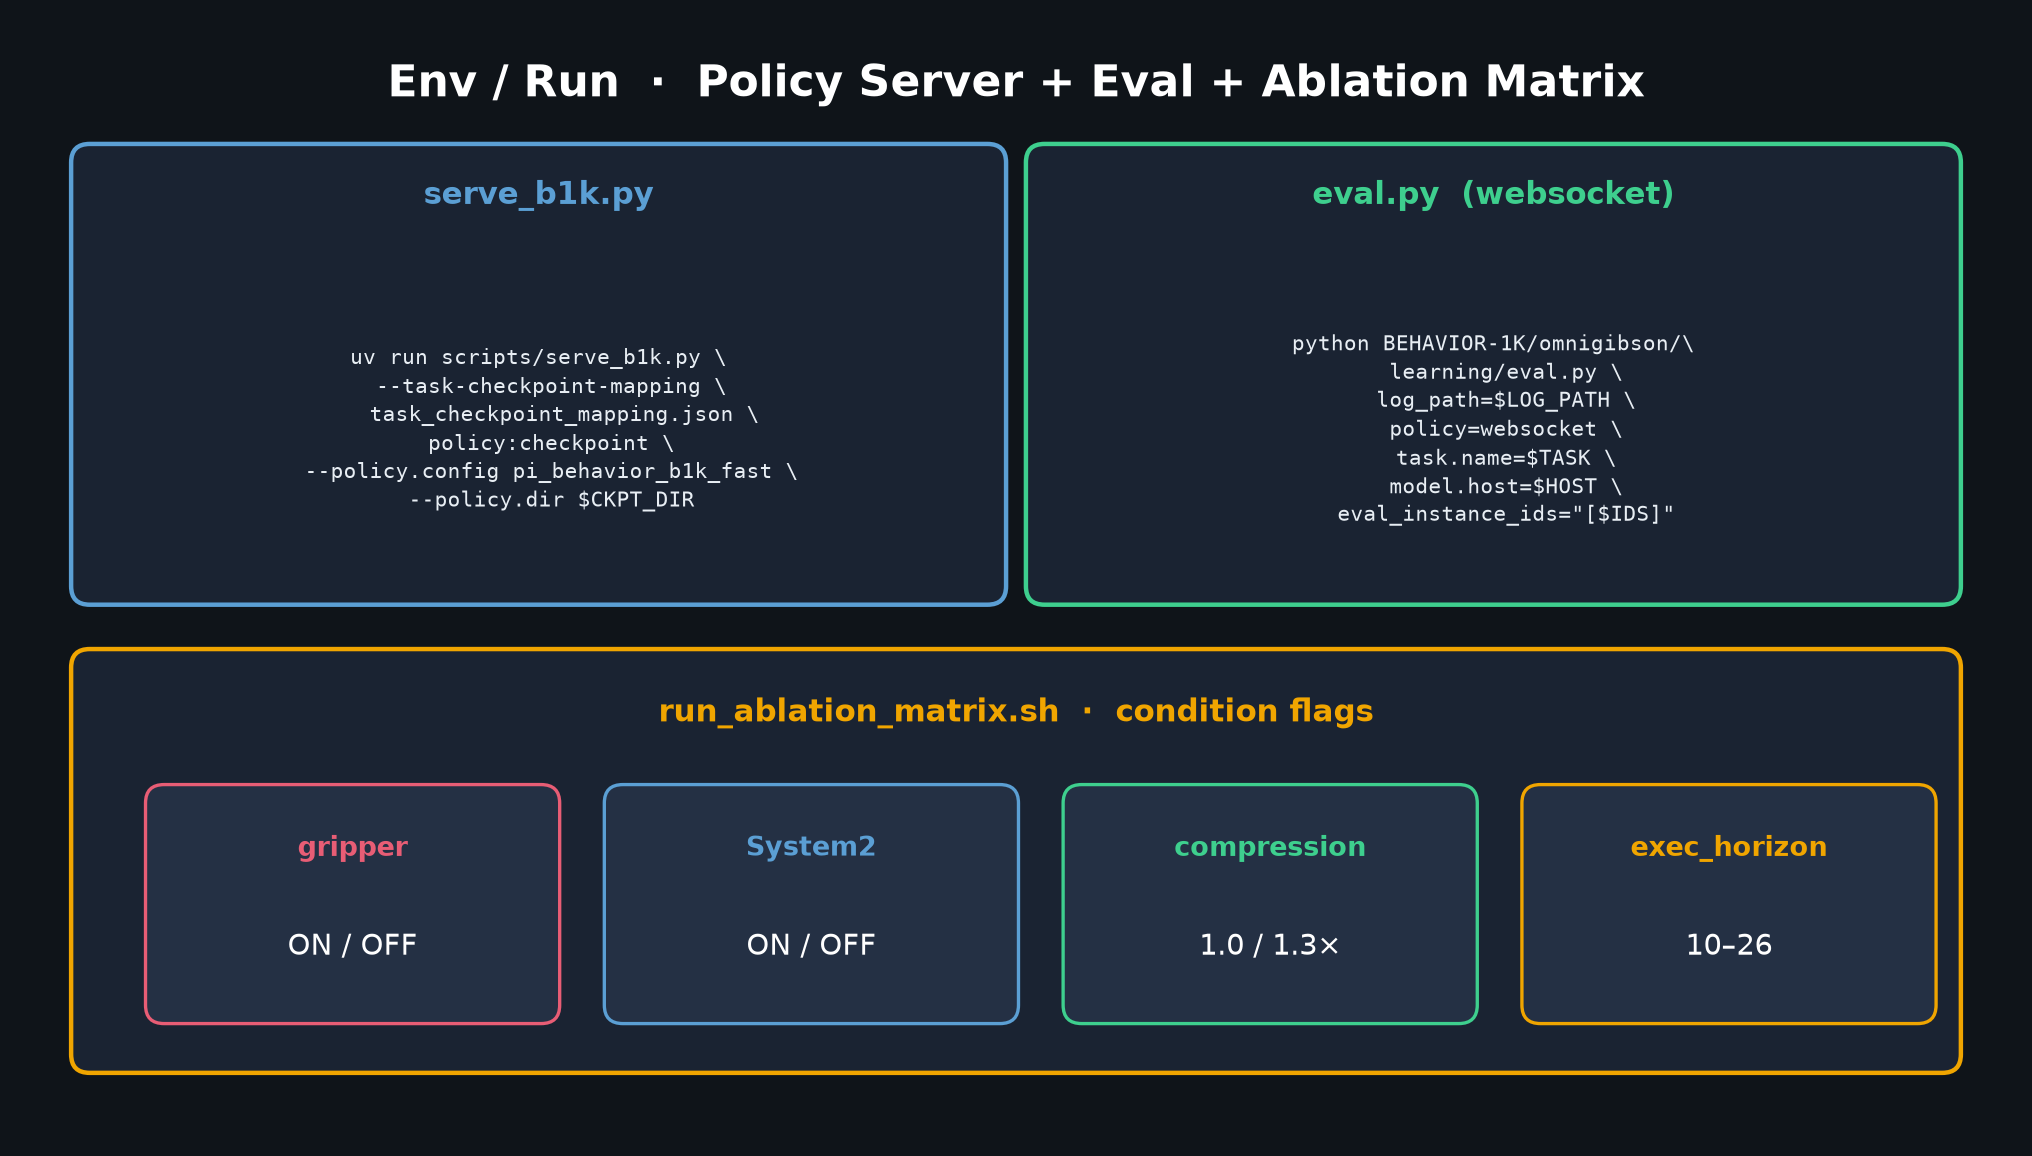 Env / Run · Policy Server + Eval + Ablation Matrix
serve_b1k.py
uv run scripts/serve_b1k.py \
--task-checkpoint-mapping \
task_checkpoint_mapping.json \
policy:checkpoint \
--policy.config pi_behavior_b1k_fast \
--policy.dir $CKPT_DIR
eval.py (websocket)
python BEHAVIOR-1K/omnigibson/\
learning/eval.py \
log_path=$LOG_PATH \
policy=websocket \
task.name=$TASK \
model.host=$HOST \
eval_instance_ids="[$IDS]"
run_ablation_matrix.sh · condition flags
gripper
ON / OFF
System2
ON / OFF
compression
1.0 / 1.3×
exec_horizon
10–26